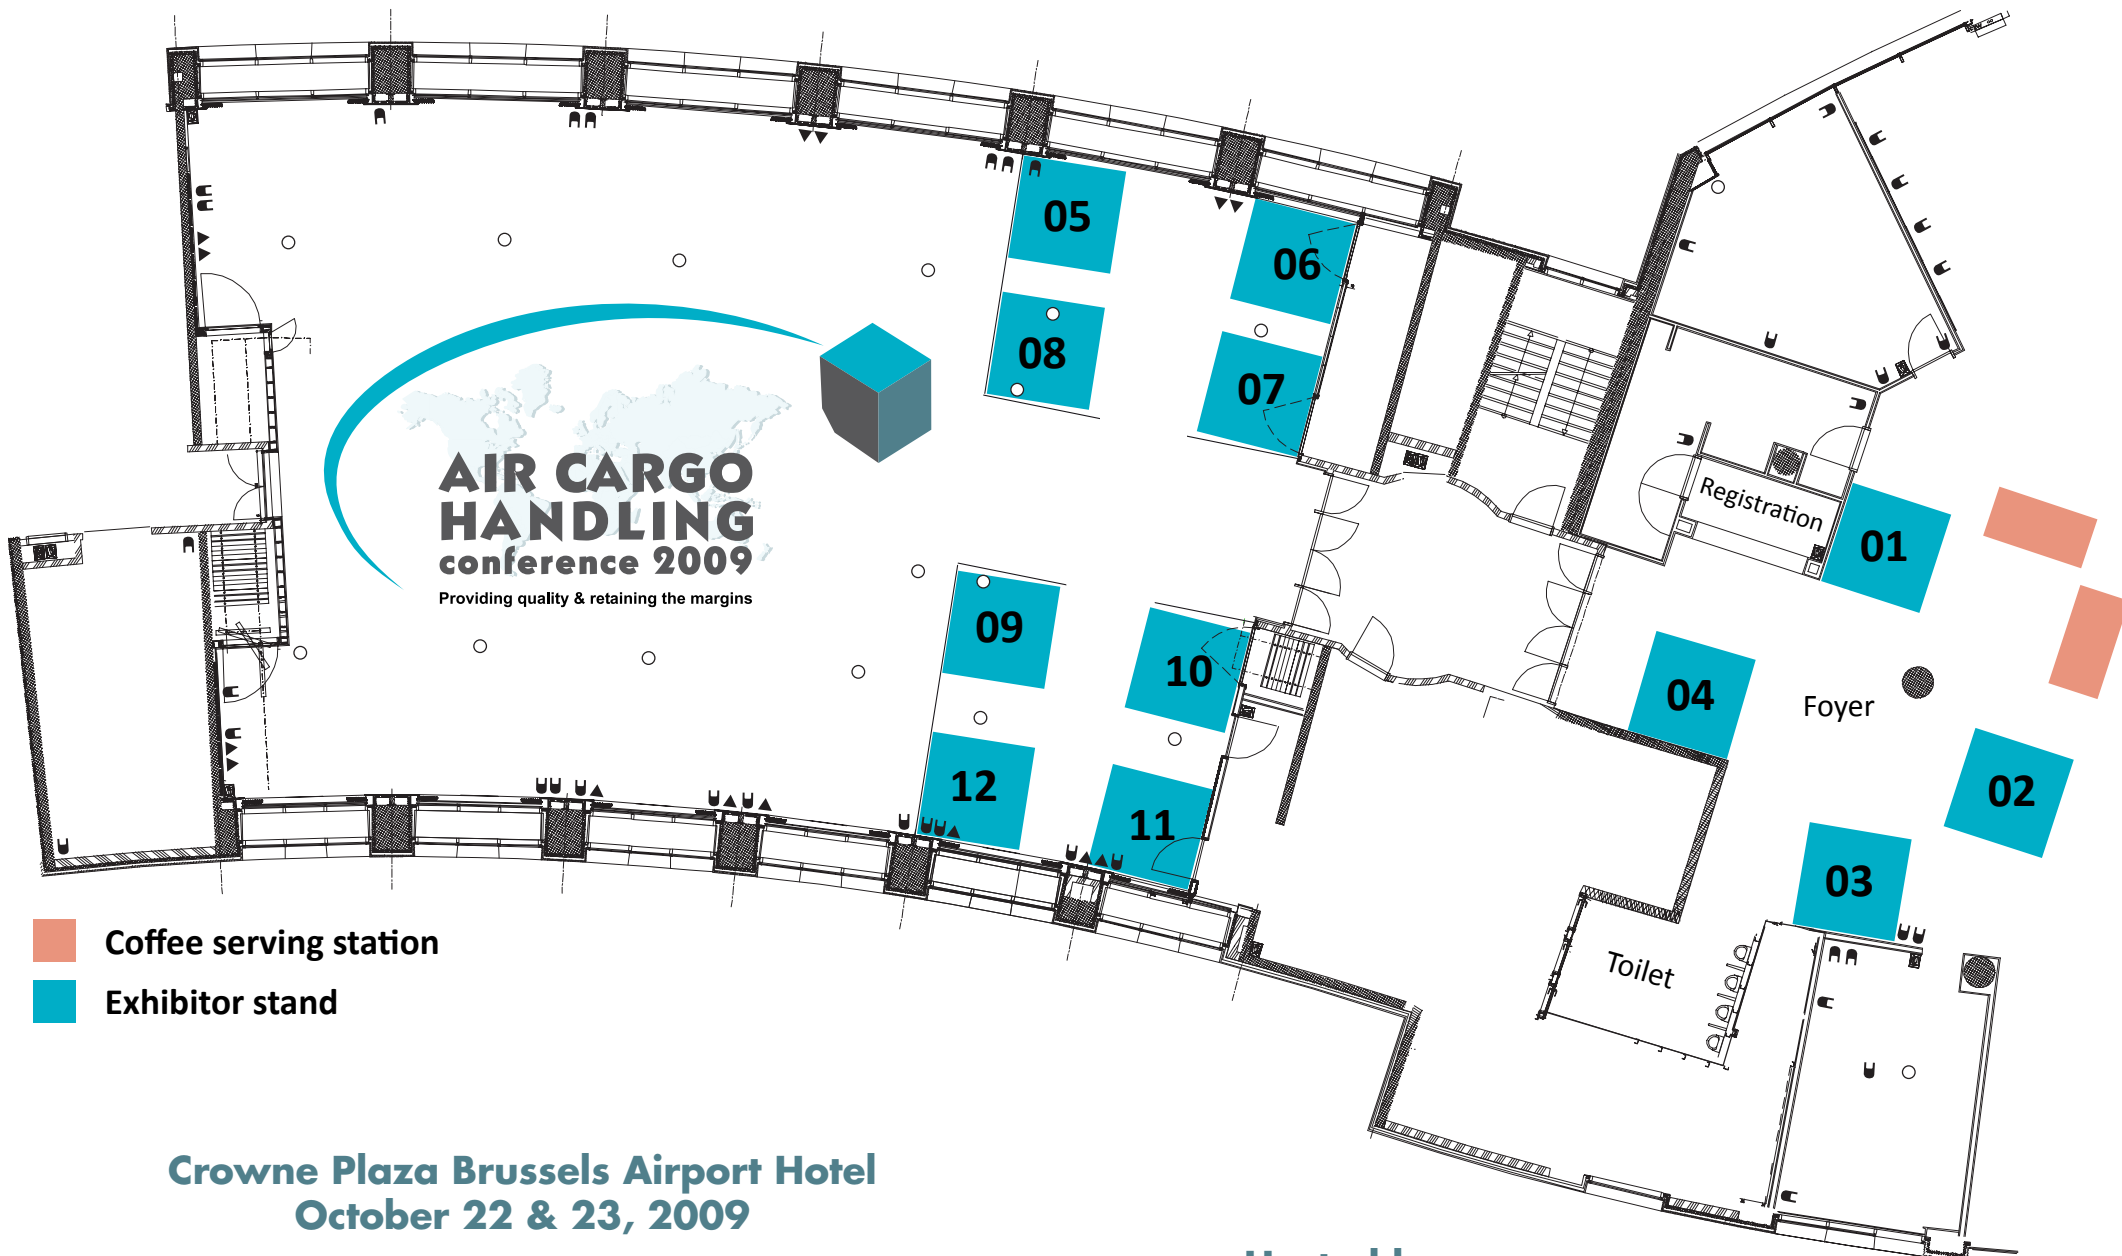 05
06
08
07
AIR CARGO
HANDLING
conference 2009
Providing quality & retaining the margins
Registration
01
09
10
04
Foyer
12
11
02
03
Toilet
Coffee serving station
Exhibitor stand
Crowne Plaza Brussels Airport Hotel
October 22 & 23, 2009